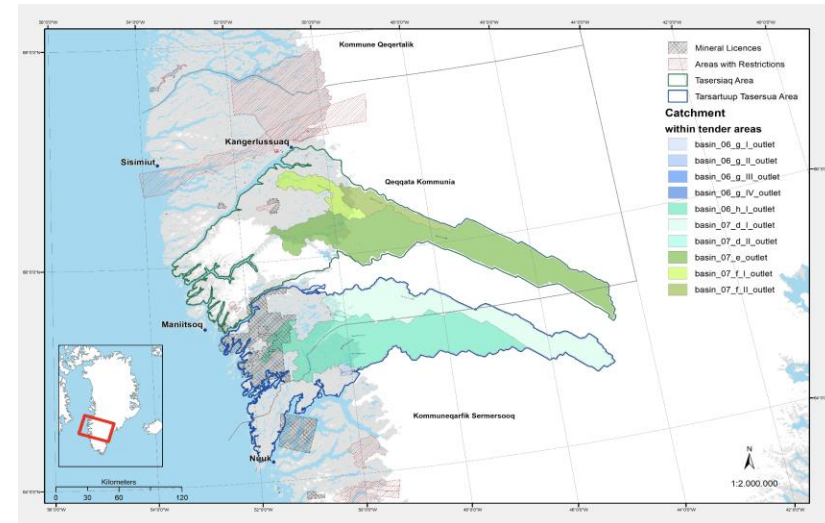 Kommune Qeqertalik
Kangerlussuaq
Sisimiut
Qeqqata Kommunia
Maniitsoq
Kommuneqarfik Sermersooq
Nuuk
Mineral Licences
Areas with Restrictions
Tasersiaq Area
Tarsartuup Tasersua Area
Catchment
within tender areas
basin_06_g_I_outlet
basin_06_g_II_outlet
basin_06_g_III_outlet
basin_06_g_IV_outlet
basin_06_h_I_outlet
basin_07_d_I_outlet
basin_07_d_II_outlet
basin_07_e_outlet
basin_07_f_I_outlet
basin_07_f_II_outlet
N
1:2.000.000
Kilometers
0 30 60 120